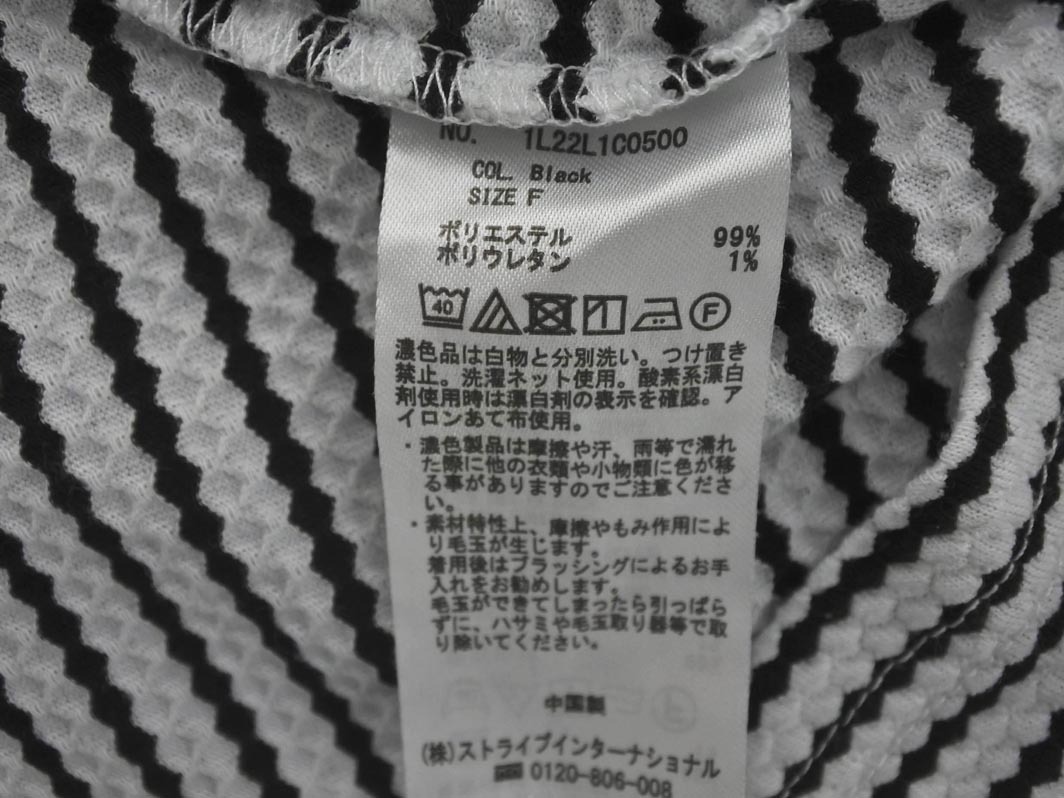 NO. 1L22L1C0500
COL. Black
SIZE F
ポリエステル 99%
ポリウレタン 1%
40
F
濃色品は白物と分別洗い。つけ置き
禁止。洗濯ネット使用。酸素系漂白
剤使用時は漂白剤の表示を確認。ア
イロンあて布使用。
・濃色製品は摩擦や汗、雨等で濡れ
た際に他の衣類や小物類に色が移
る事がありますのでご注意くださ
い。
・素材特性上、摩擦やもみ作用によ
り毛玉が生じます。
着用後はブラッシングによるお手
入れをお勧めします。
毛玉ができてしまったら引っぱら
ずに、ハサミや毛玉取り器等で取
り除いてください。
中国製
(株)ストライプインターナショナル
0120-806-008